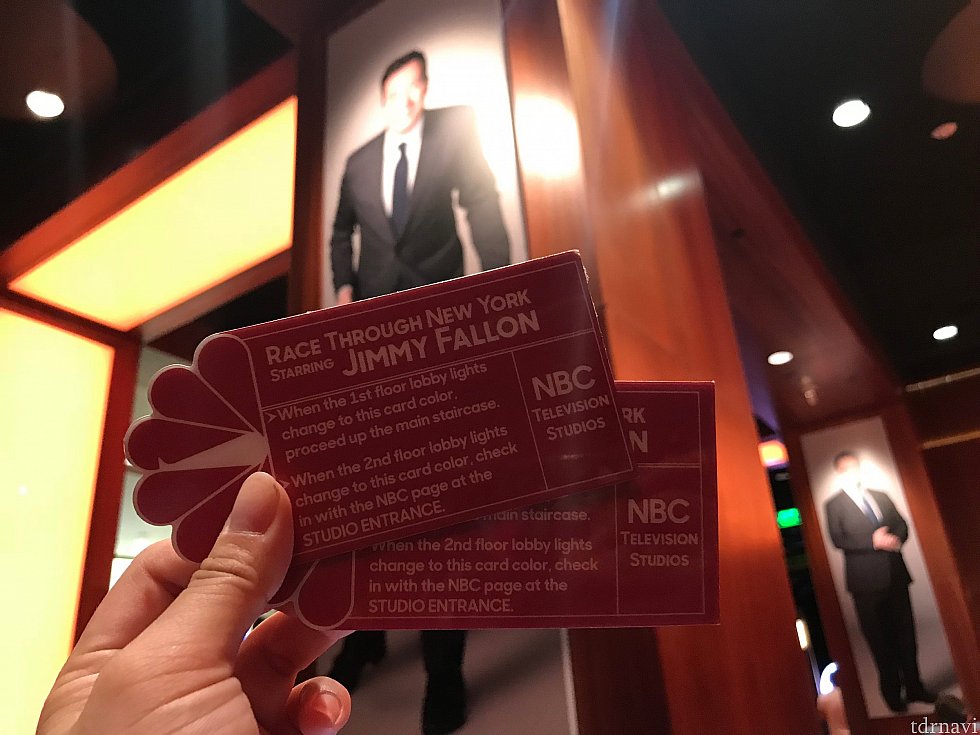 RACE THROUGH NEW YORK
STARRING JIMMY FALLON
>When the 1st floor lobby lights
change to this card color,
proceed up the main staircase.
>When the 2nd floor lobby lights
change to this card color, check
in with the NBC page at the
STUDIO ENTRANCE.
NBC
TELEVISION
STUDIOS
RK
N
main staircase.
When the 2nd floor lobby lights
change to this card color, check
in with the NBC page at the
STUDIO ENTRANCE.
NBC
TELEVISION
STUDIOS
tdrnavi